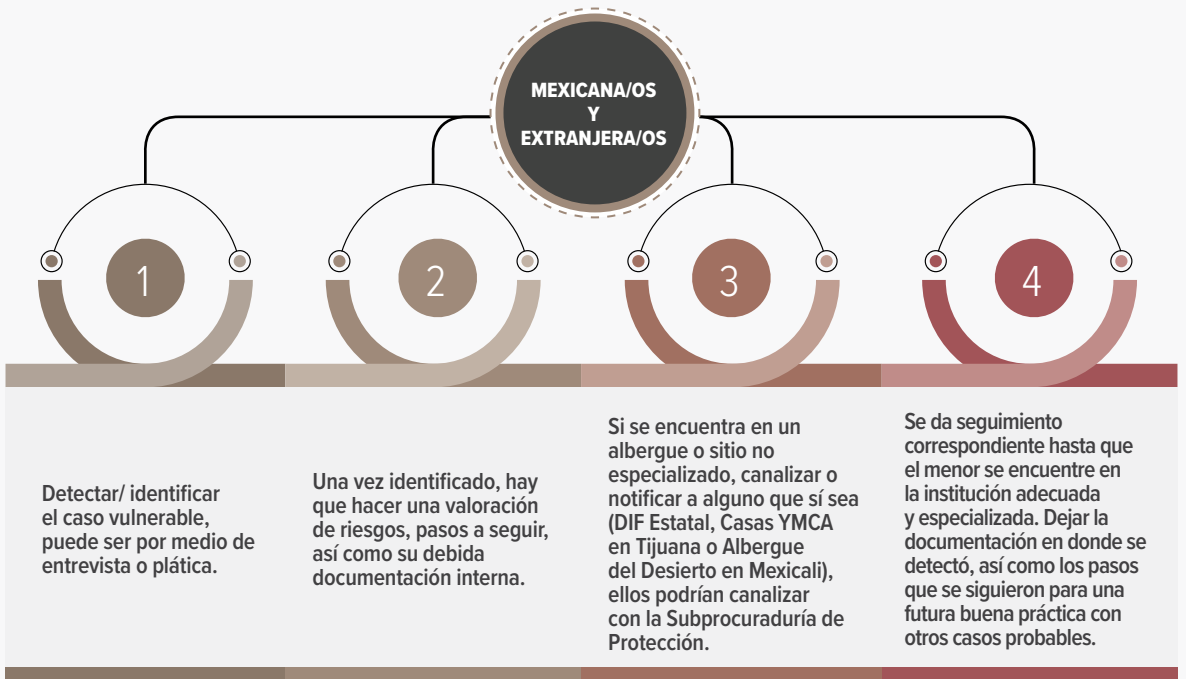 MEXICANA/OS
Y
EXTRANJERA/OS
1
2
3
4
Detectar/ identificar
el caso vulnerable,
puede ser por medio de
entrevista o plática.
Una vez identificado, hay
que hacer una valoración
de riesgos, pasos a seguir,
así como su debida
documentación interna.
Si se encuentra en un
albergue o sitio no
especializado, canalizar o
notificar a alguno que sí sea
(DIF Estatal, Casas YMCA
en Tijuana o Albergue
del Desierto en Mexicali),
ellos podrían canalizar
con la Subprocuraduría de
Protección.
Se da seguimiento
correspondiente hasta que
el menor se encuentre en
la institución adecuada
y especializada. Dejar la
documentación en donde se
detectó, así como los pasos
que se siguieron para una
futura buena práctica con
otros casos probables.